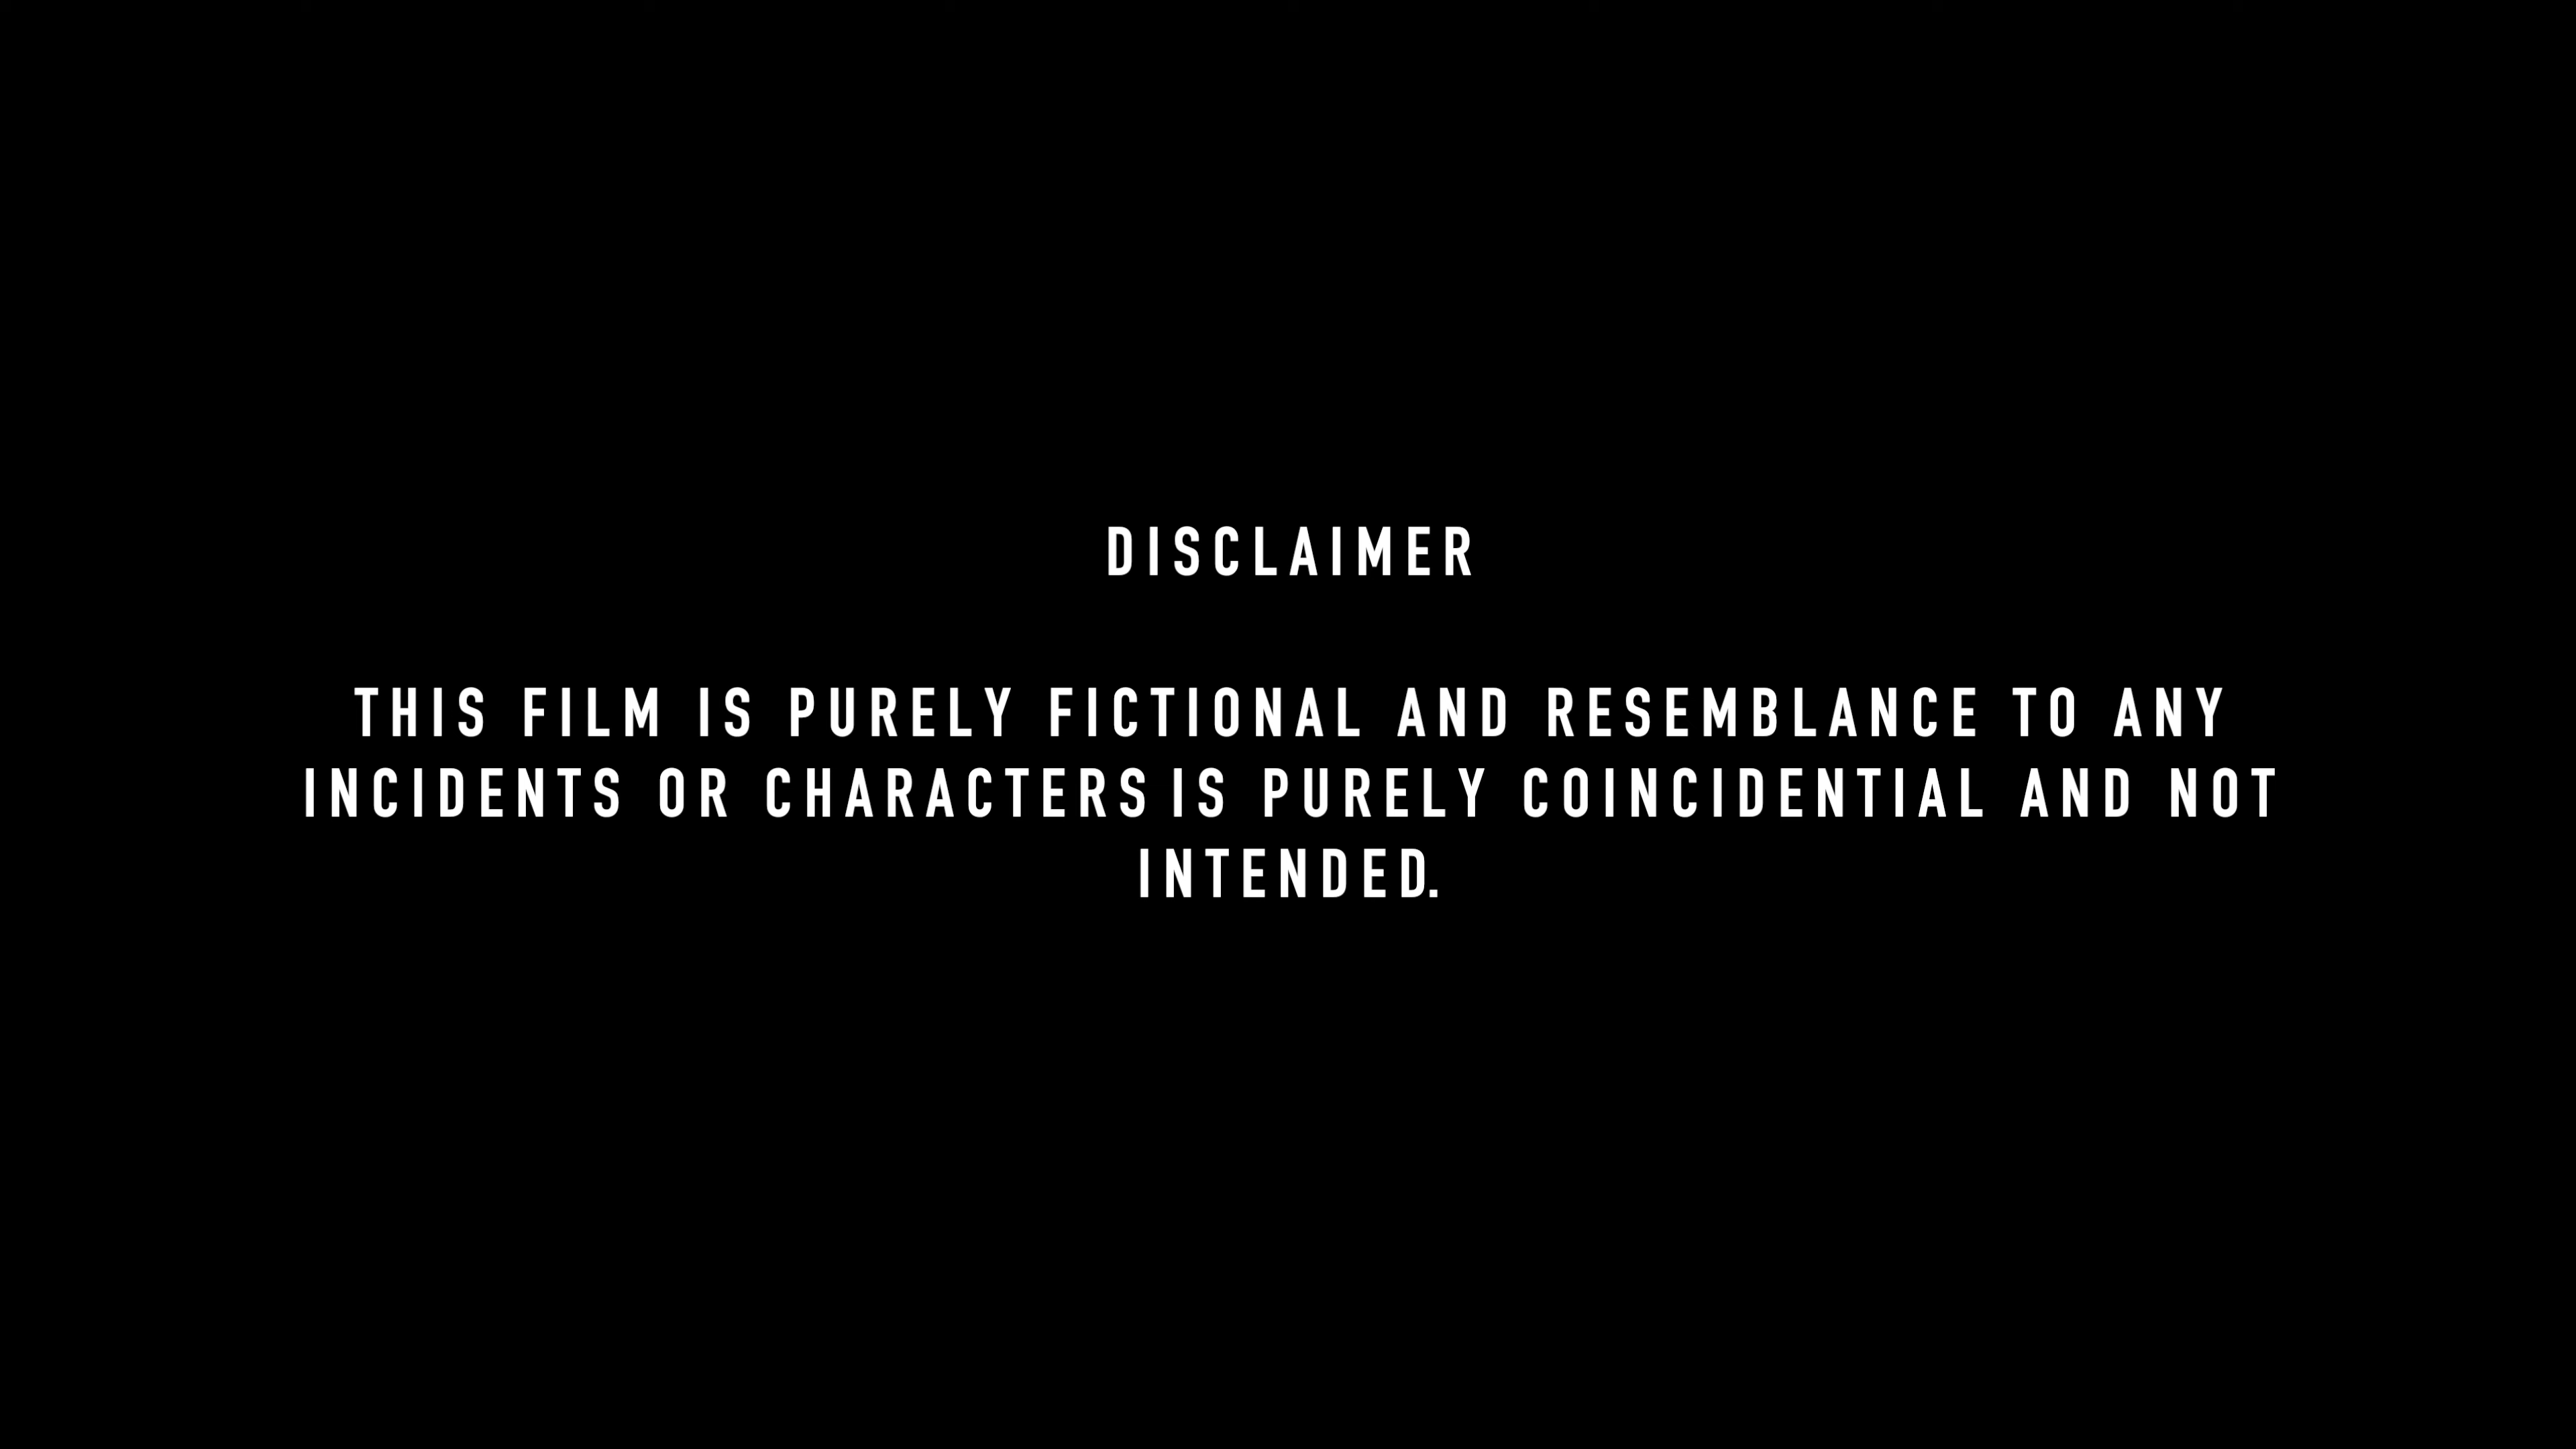 DISCLAIMER
THIS FILM IS PURELY FICTIONAL AND RESEMBLANCE TO ANY
INCIDENTS OR CHARACTERS IS PURELY COINCIDENTIAL AND NOT
INTENDED.